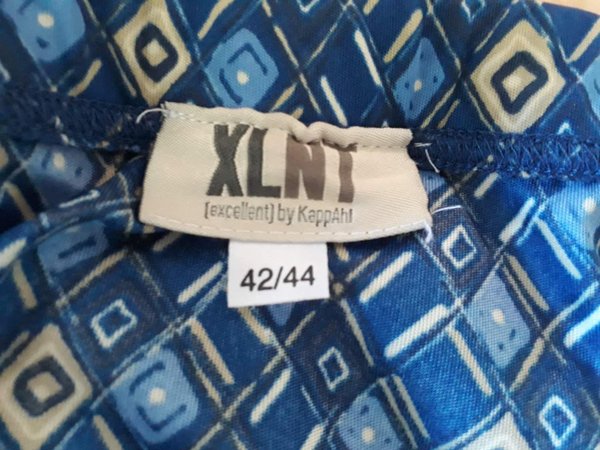 XLNT
[excellent] by KappAhl
42/44